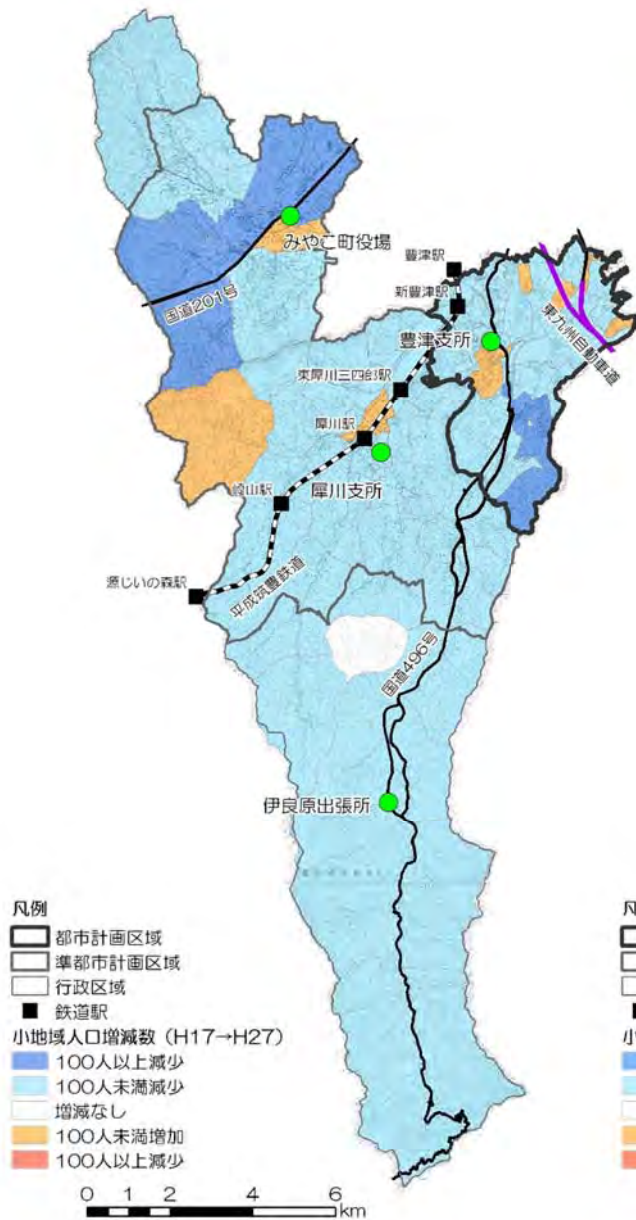 みやこ町役場
国道201号
豊津駅
新豊津駅
豊津支所
東九州自動車道
東犀川三四郎駅
犀川駅
犀川支所
崎山駅
源じいの森駅
平成筑豊鉄道
国道496号
伊良原出張所
凡例
都市計画区域
準都市計画区域
行政区域
鉄道駅
小地域人口増減数（H17→H27）
100人以上減少
100人未満減少
増減なし
100人未満増加
100人以上減少
0 1 2 4 6
km
小